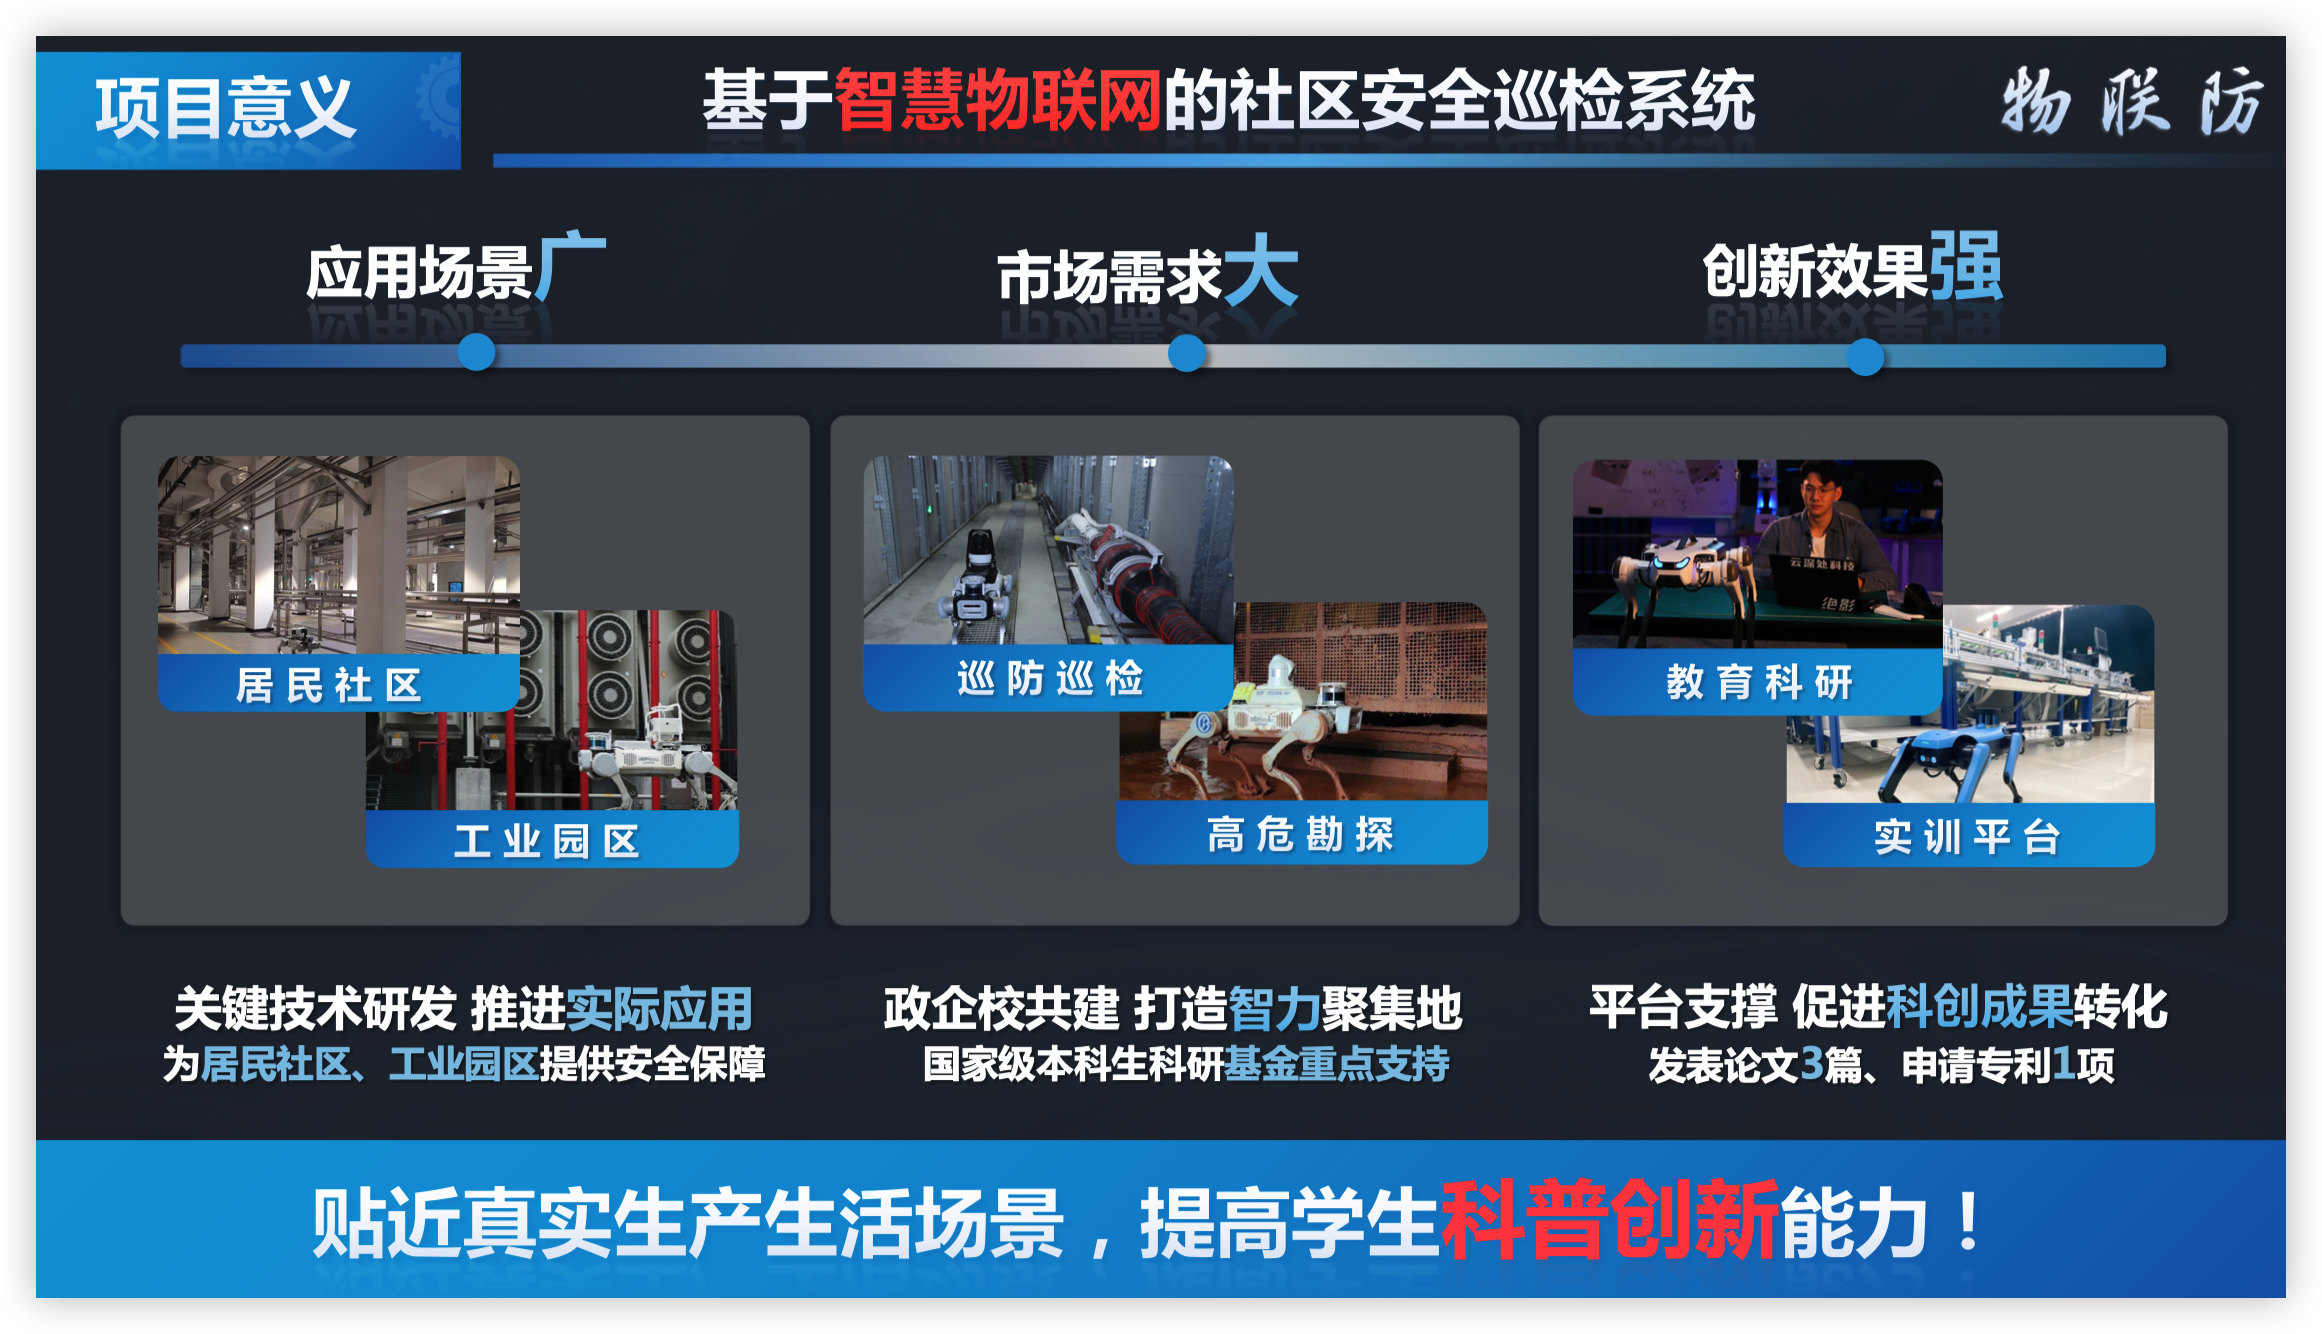 项目意义
基于智慧物联网的社区安全巡检系统
物联防
应用场景广
市场需求大
创新效果强
居民社区
工业园区
巡防巡检
高危勘探
云深处科技
绝影
教育科研
实训平台
关键技术研发 推进实际应用
为居民社区、工业园区提供安全保障
政企校共建 打造智力聚集地
国家级本科生科研基金重点支持
平台支撑 促进科创成果转化
发表论文3篇、申请专利1项
贴近真实生产生活场景，提高学生科普创新能力！